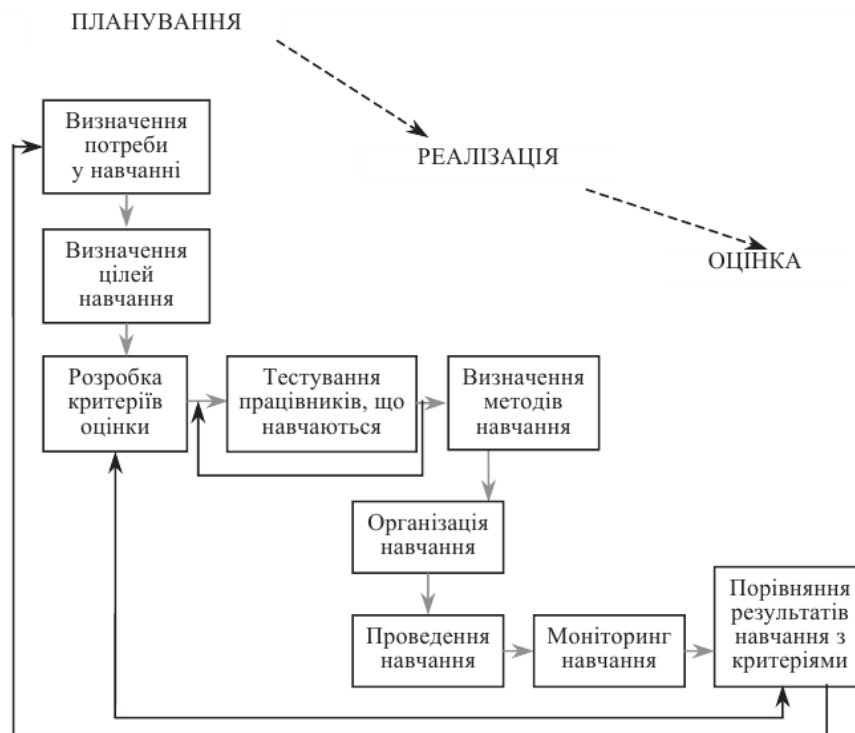 ПЛАНУВАННЯ
РЕАЛІЗАЦІЯ
ОЦІНКА
Визначення
потреби
у навчанні
Визначення
цілей
навчання
Розробка
критеріїв
оцінки
Тестування
працівників, що
навчаються
Визначення
методів
навчання
Організація
навчання
Проведення
навчання
Моніторинг
навчання
Порівняння
результатів
навчання з
критеріями